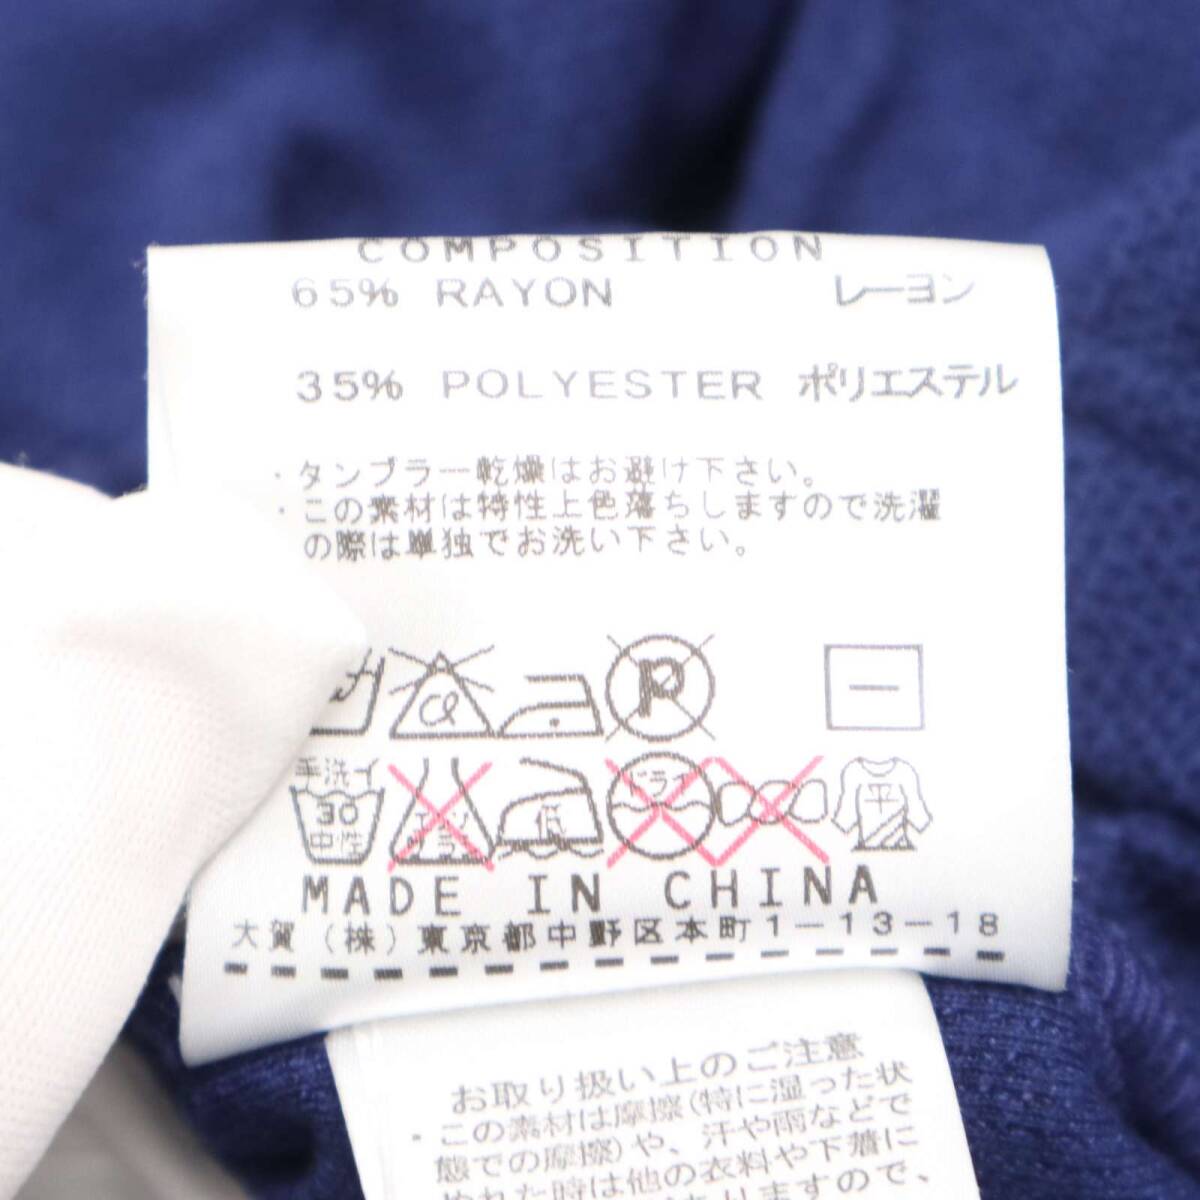 COMPOSITION
65% RAYON レーヨン
35% POLYESTER ポリエステル
・タンブラー乾燥はお避け下さい。
・この素材は特性上色落ちしますので洗濯
の際は単独でお洗い下さい。
Cl P
手洗イ ドライ
30 低 平
中性
MADE IN CHINA
大賀（株）東京都中野区本町1－13－18
お取り扱い上のご注意
・この素材は摩擦(特に湿った状
態での摩擦)や、汗や雨などで
ぬれた時は他の衣料や下着に